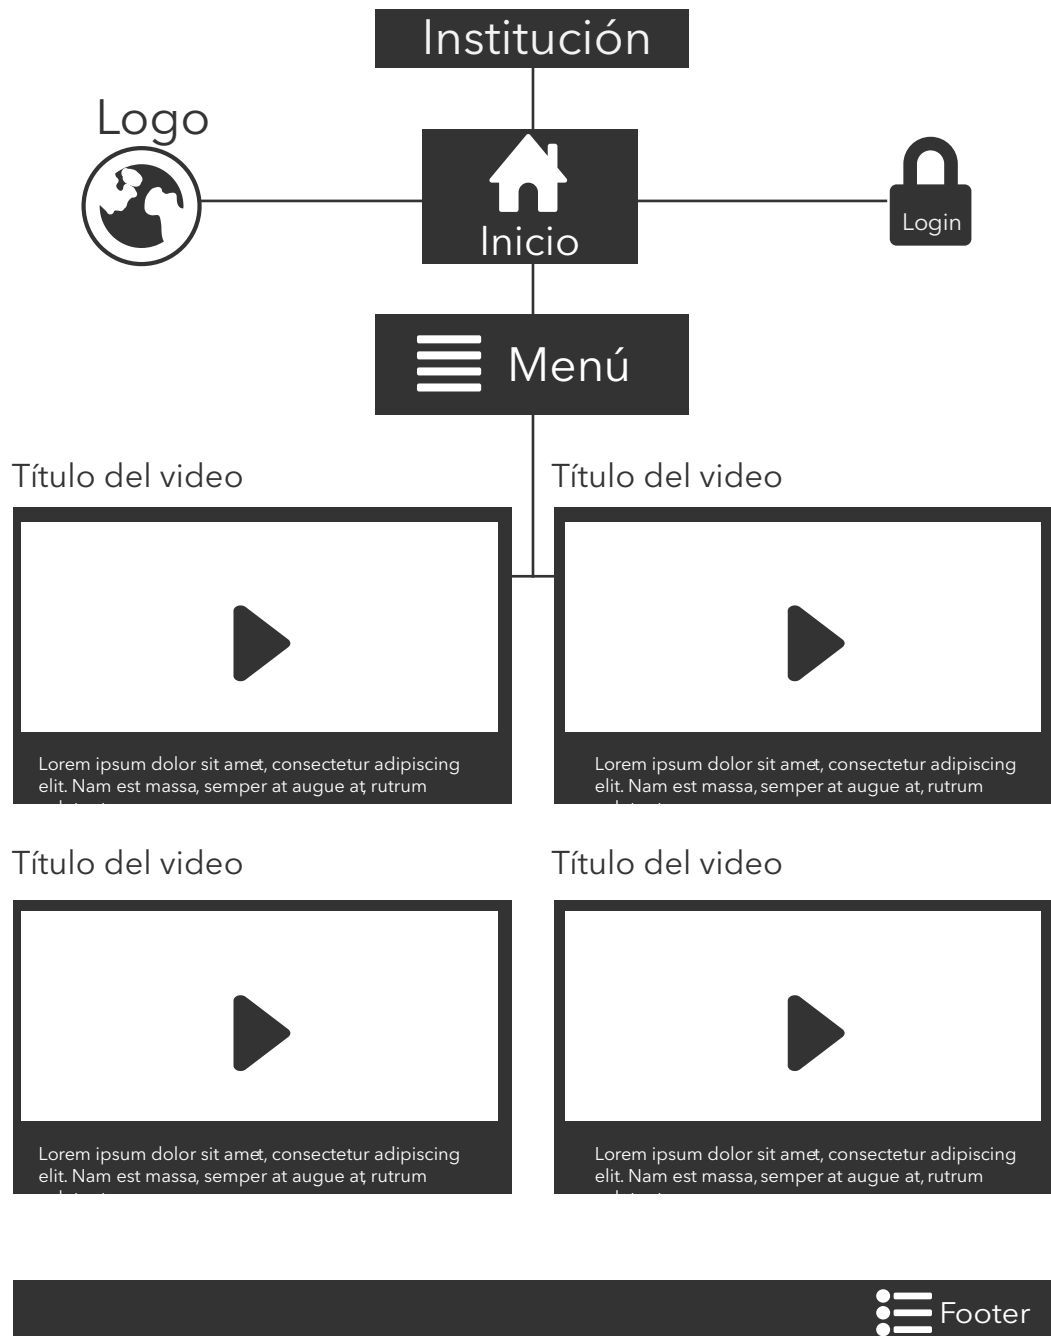 Institución
Logo
Inicio
Login
Menú
Título del video
Título del video
Lorem ipsum dolor sit amet, consectetur adipiscing
elit. Nam est massa, semper at augue at, rutrum
Lorem ipsum dolor sit amet, consectetur adipiscing
elit. Nam est massa, semper at augue at, rutrum
Título del video
Título del video
Lorem ipsum dolor sit amet, consectetur adipiscing
elit. Nam est massa, semper at augue at, rutrum
Lorem ipsum dolor sit amet, consectetur adipiscing
elit. Nam est massa, semper at augue at, rutrum
Footer